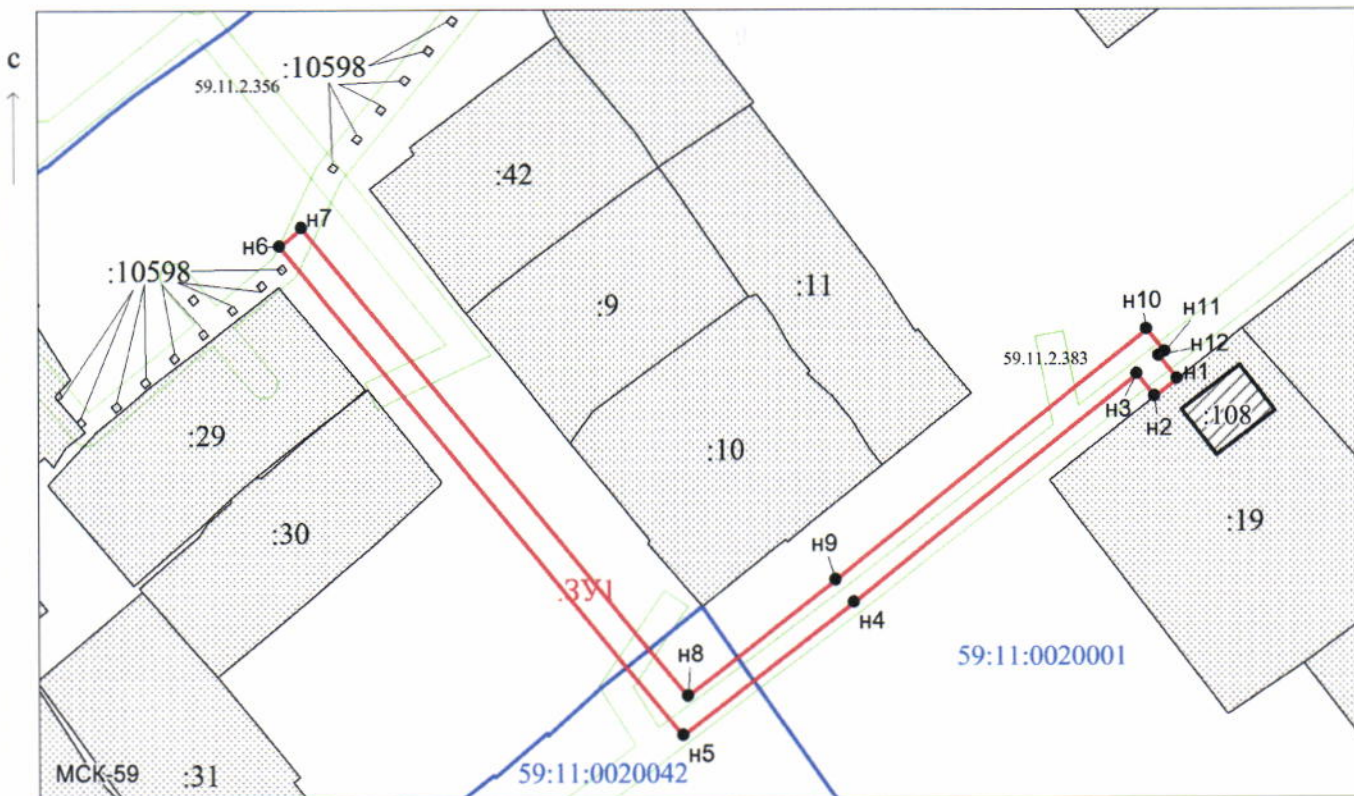 с
:10598
59.11.2.356
:42
н7
н6
:10598
:9
:11
н10
н11
н12
59.11.2.383
н1
н3
н2
:108
:29
:10
:19
:30
н9
:ЗУ1
н4
н8
59:11:0020001
н5
МСК-59
:31
59:11:0020042